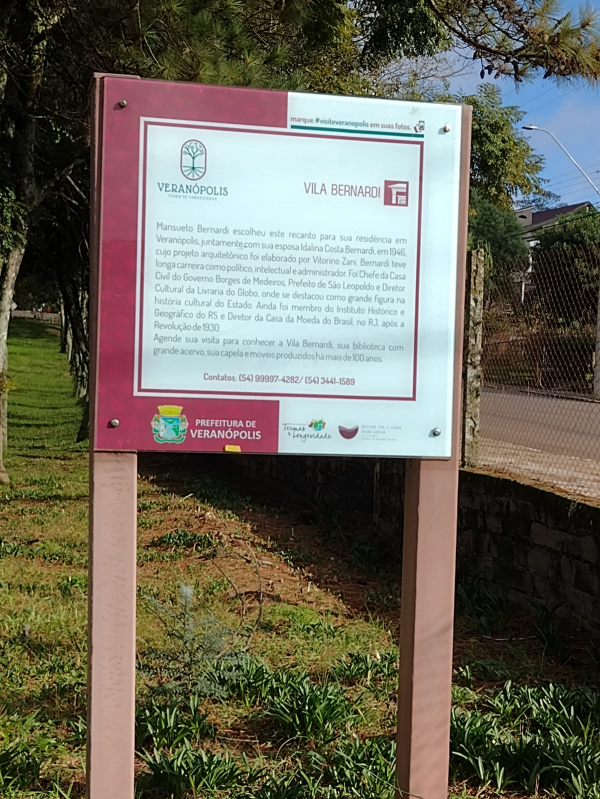 marque #visiteveranopolis em suas fotos.
VERANÓPOLIS
TERRA DA LONGEVIDADE
VILA BERNARDI
Mansueto Bernardi escolheu este recanto para sua residência em
Veranópolis, juntamente com sua esposa Idalina Costa Bernardi, em 1946,
cujo projeto arquitetônico foi elaborado por Vitorino Zani. Bernardi teve
longa carreira como político, intelectual e administrador. Foi Chefe da Casa
Civil do Governo Borges de Medeiros, Prefeito de São Leopoldo e Diretor
Cultural da Livraria do Globo, onde se destacou como grande figura na
história cultural do Estado. Ainda foi membro do Instituto Histórico e
Geográfico do RS e Diretor da Casa da Moeda do Brasil, no RJ, após a
Revolução de 1930.
Agende sua visita para conhecer a Vila Bernardi, sua biblioteca com
grande acervo, sua capela e móveis produzidos há mais de 100 anos.
Contatos: (54) 99997-4282/ (54) 3441-1589
PREFEITURA DE
VERANÓPOLIS
Termas
e Longevidade